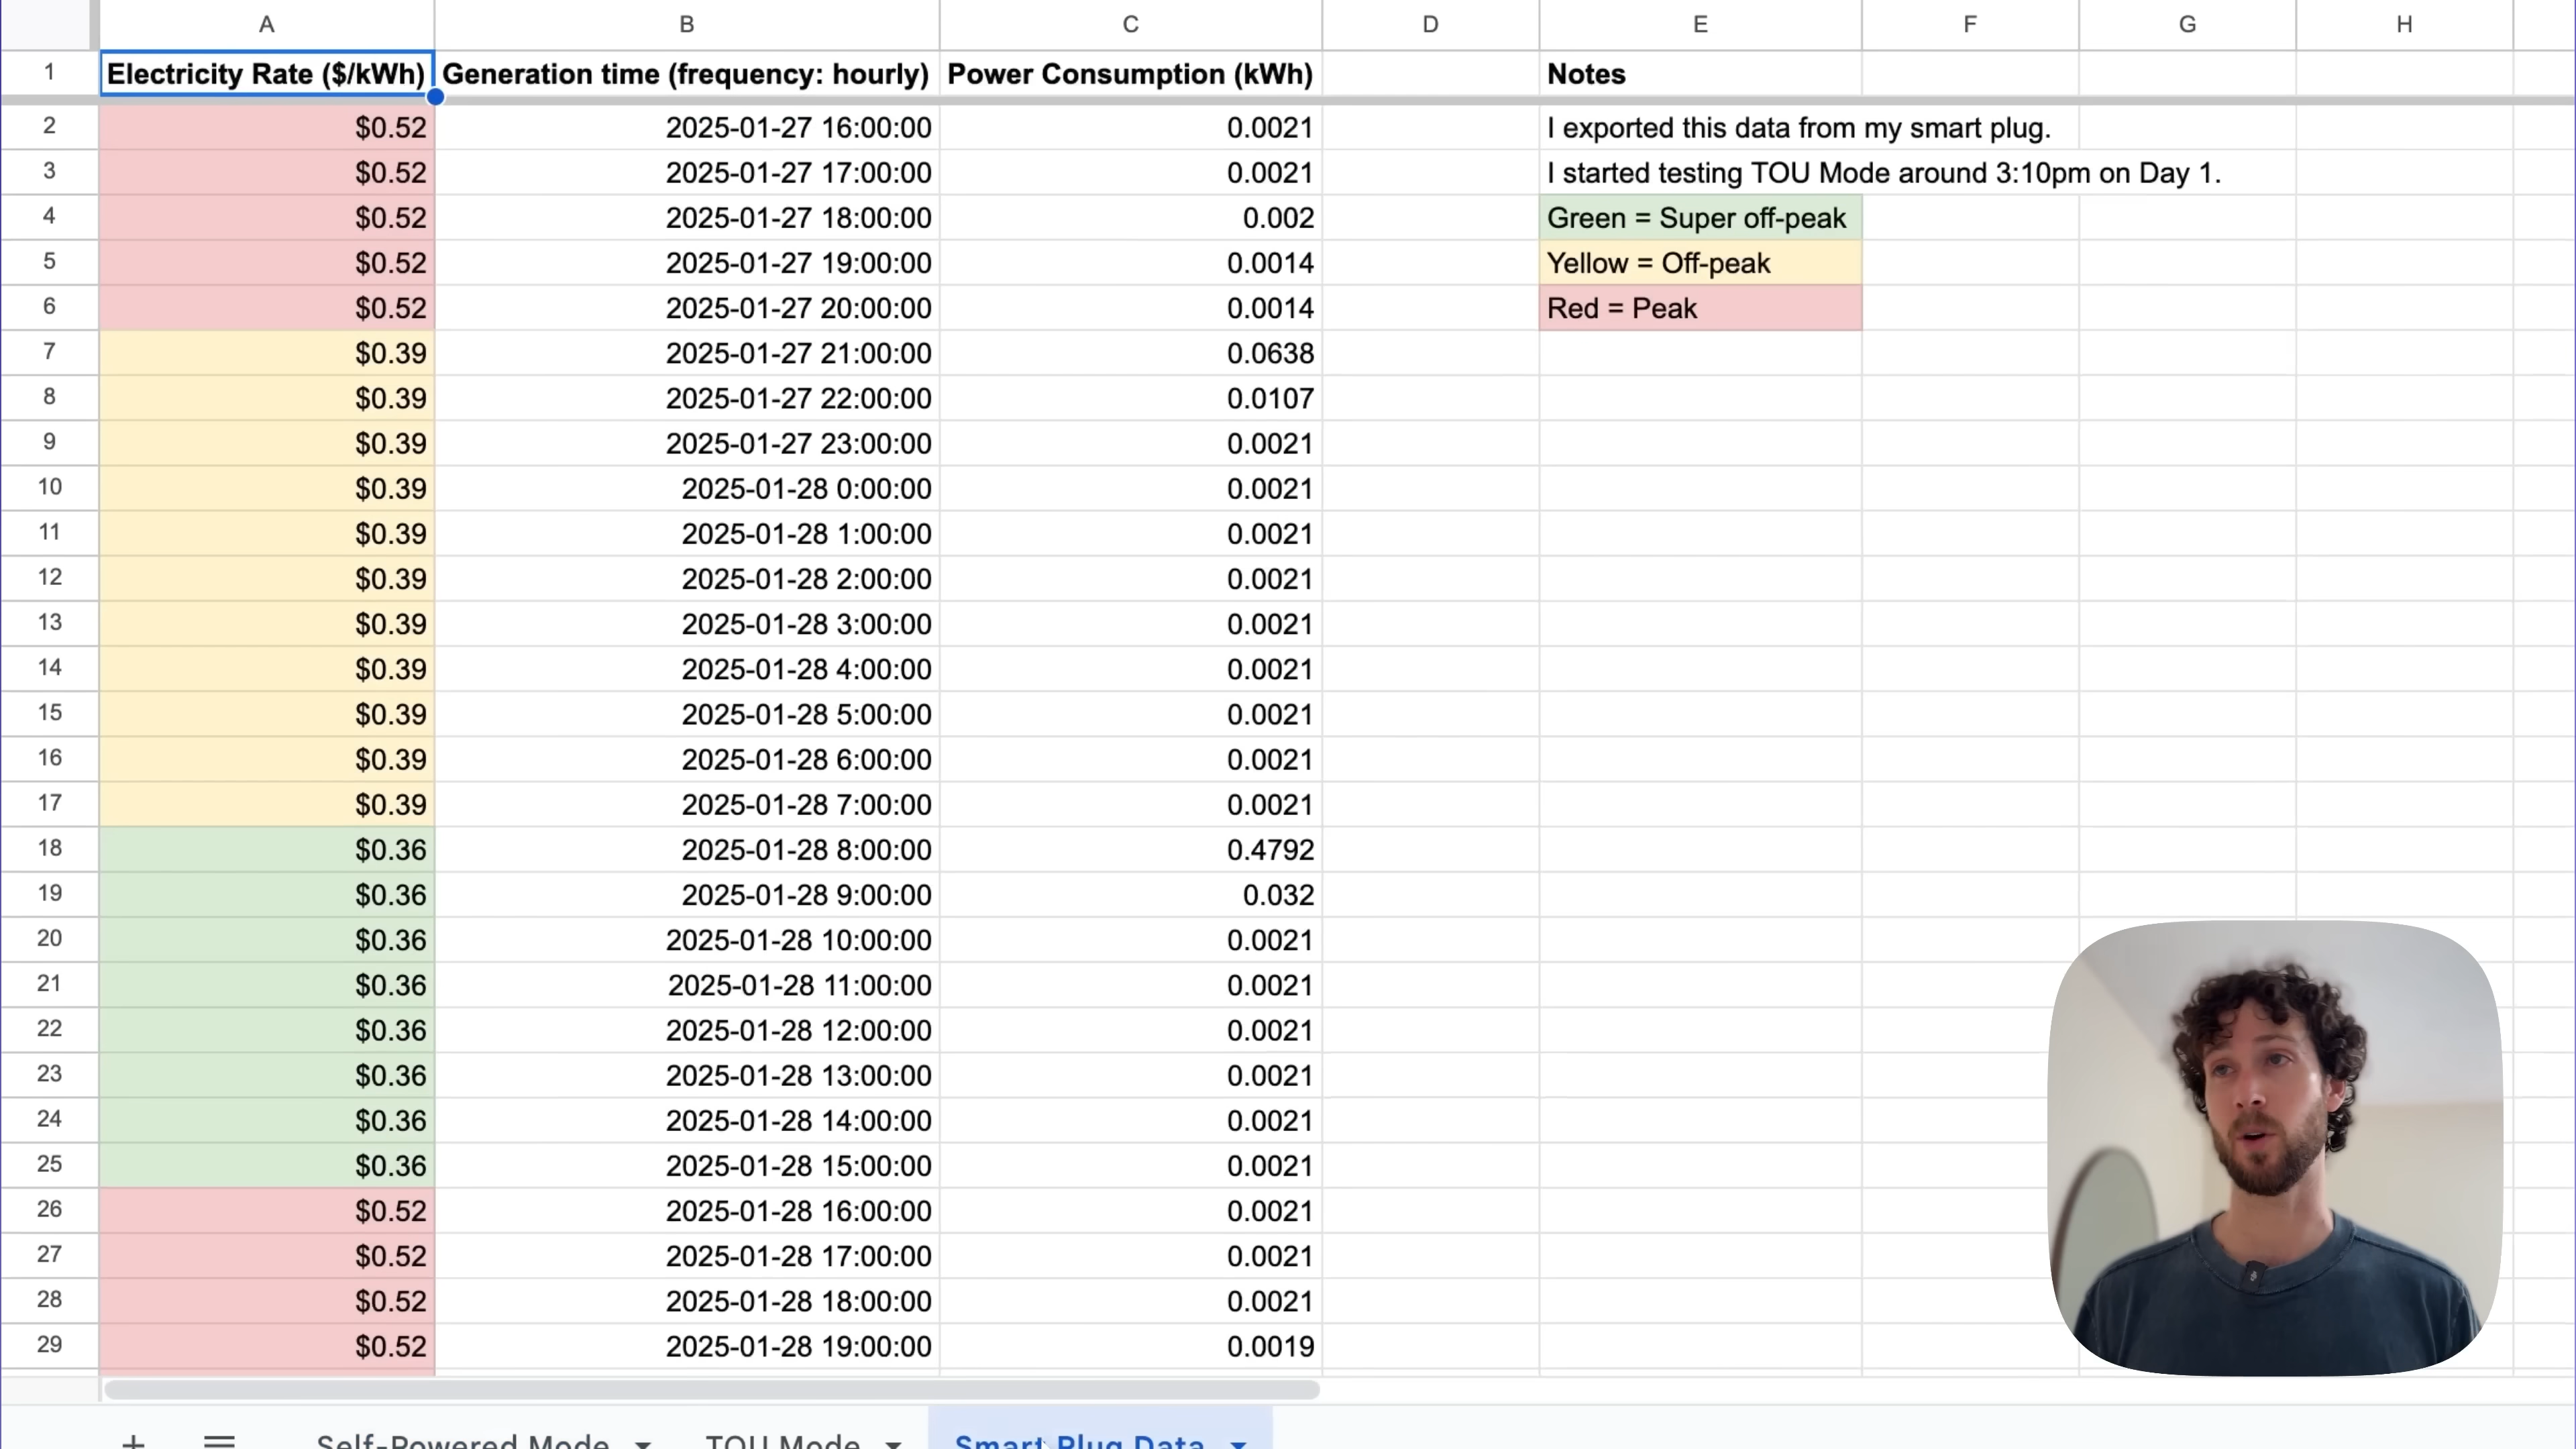 A B C D E F G H
1 Electricity Rate ($/kWh) Generation time (frequency: hourly) Power Consumption (kWh) Notes
2 $0.52 2025-01-27 16:00:00 0.0021 I exported this data from my smart plug.
3 $0.52 2025-01-27 17:00:00 0.0021 I started testing TOU Mode around 3:10pm on Day 1.
4 $0.52 2025-01-27 18:00:00 0.002 Green = Super off-peak
5 $0.52 2025-01-27 19:00:00 0.0014 Yellow = Off-peak
6 $0.52 2025-01-27 20:00:00 0.0014 Red = Peak
7 $0.39 2025-01-27 21:00:00 0.0638
8 $0.39 2025-01-27 22:00:00 0.0107
9 $0.39 2025-01-27 23:00:00 0.0021
10 $0.39 2025-01-28 0:00:00 0.0021
11 $0.39 2025-01-28 1:00:00 0.0021
12 $0.39 2025-01-28 2:00:00 0.0021
13 $0.39 2025-01-28 3:00:00 0.0021
14 $0.39 2025-01-28 4:00:00 0.0021
15 $0.39 2025-01-28 5:00:00 0.0021
16 $0.39 2025-01-28 6:00:00 0.0021
17 $0.39 2025-01-28 7:00:00 0.0021
18 $0.36 2025-01-28 8:00:00 0.4792
19 $0.36 2025-01-28 9:00:00 0.032
20 $0.36 2025-01-28 10:00:00 0.0021
21 $0.36 2025-01-28 11:00:00 0.0021
22 $0.36 2025-01-28 12:00:00 0.0021
23 $0.36 2025-01-28 13:00:00 0.0021
24 $0.36 2025-01-28 14:00:00 0.0021
25 $0.36 2025-01-28 15:00:00 0.0021
26 $0.52 2025-01-28 16:00:00 0.0021
27 $0.52 2025-01-28 17:00:00 0.0021
28 $0.52 2025-01-28 18:00:00 0.0021
29 $0.52 2025-01-28 19:00:00 0.0019
Self-Powered Mode TOU Mode Smart Plug Data